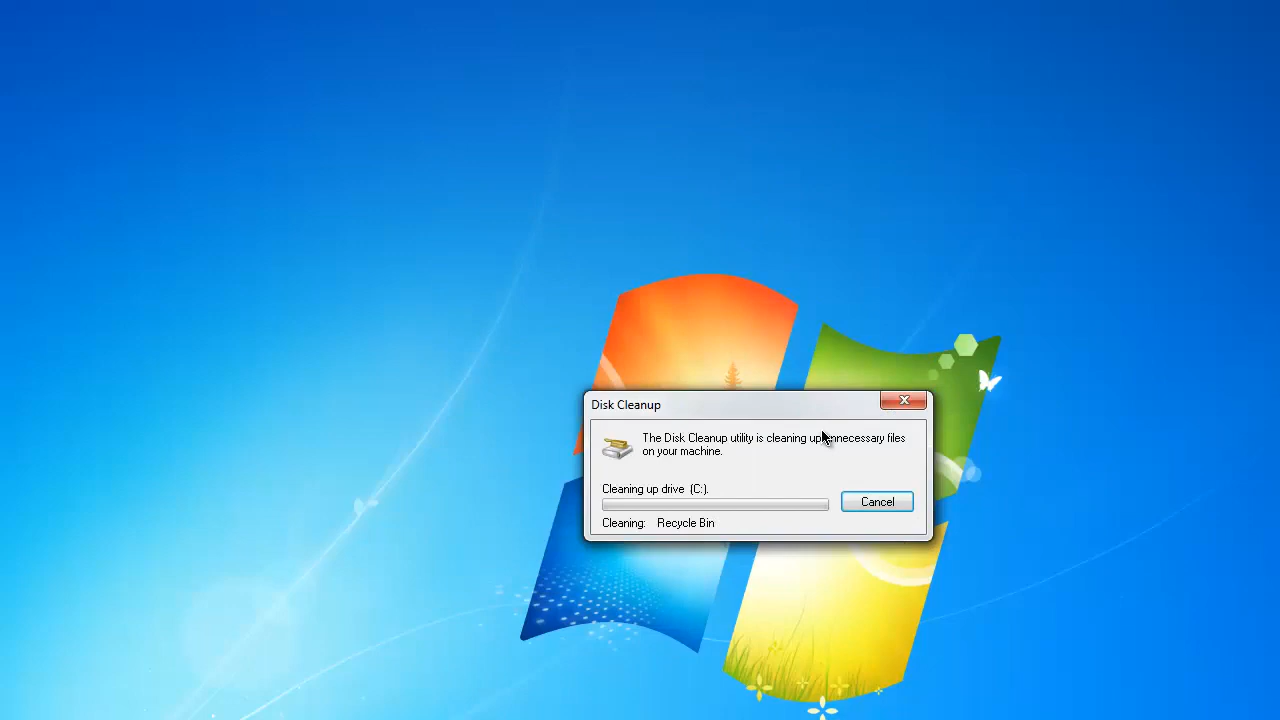 Disk Cleanup
The Disk Cleanup utility is cleaning up unnecessary files
on your machine.
Cleaning up drive (C:).
Cancel
Cleaning: Recycle Bin